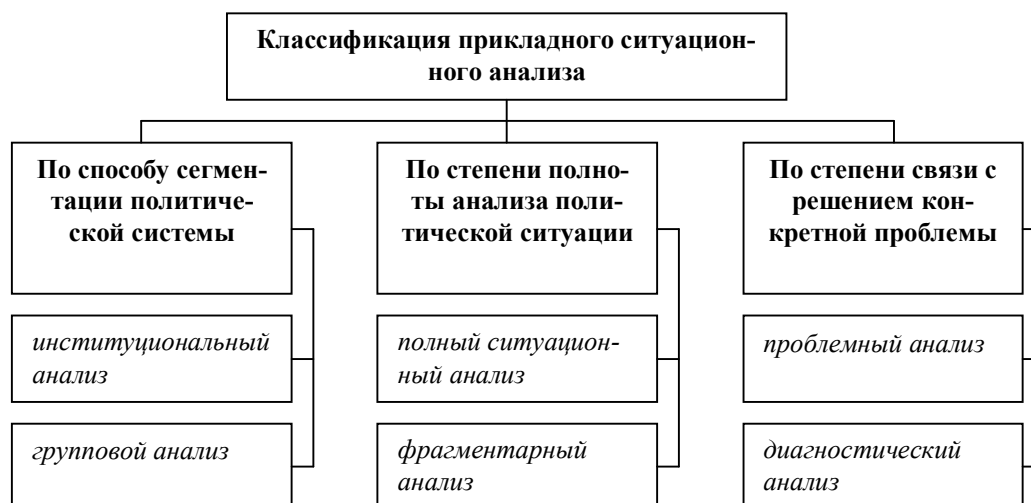 Классификация прикладного ситуацион-
ного анализа
По способу сегмен-
тации политиче-
ской системы
По степени полно-
ты анализа поли-
тической ситуации
По степени связи с
решением кон-
кретной проблемы
институциональный
анализ
полный ситуацион-
ный анализ
проблемный анализ
групповой анализ
фрагментарный
анализ
диагностический
анализ